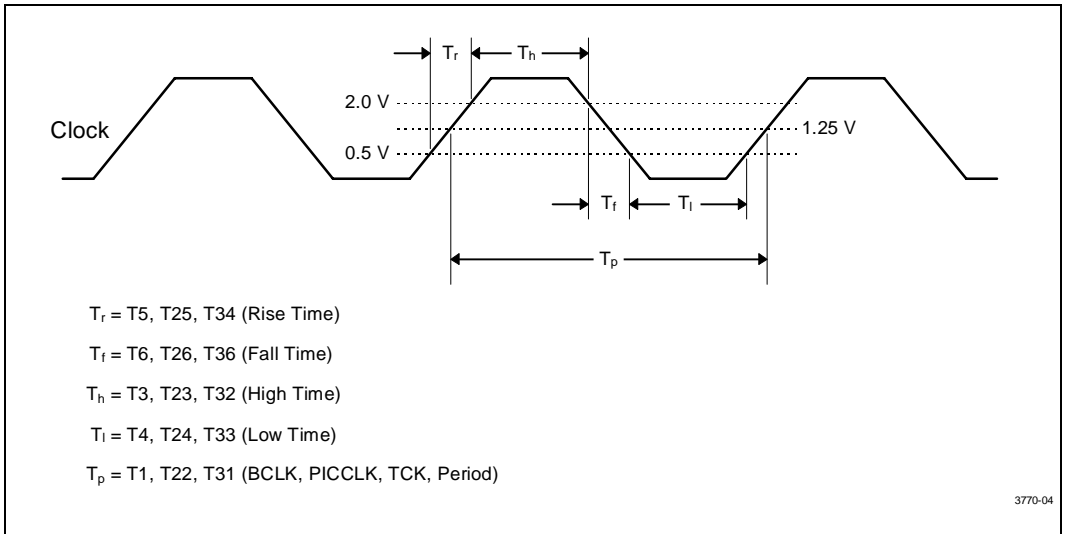 Tr Th
2.0 V
Clock
1.25 V
0.5 V
Tf Tl
Tp
Tr = T5, T25, T34 (Rise Time)
Tf = T6, T26, T36 (Fall Time)
Th = T3, T23, T32 (High Time)
Tl = T4, T24, T33 (Low Time)
Tp = T1, T22, T31 (BCLK, PICCLK, TCK, Period)
3770-04